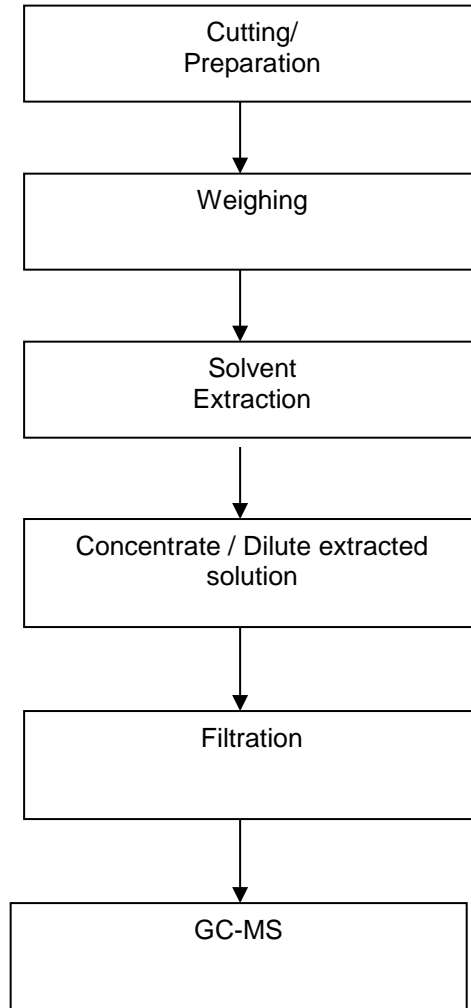 Cutting/
Preparation
Weighing
Solvent
Extraction
Concentrate / Dilute extracted
solution
Filtration
GC-MS